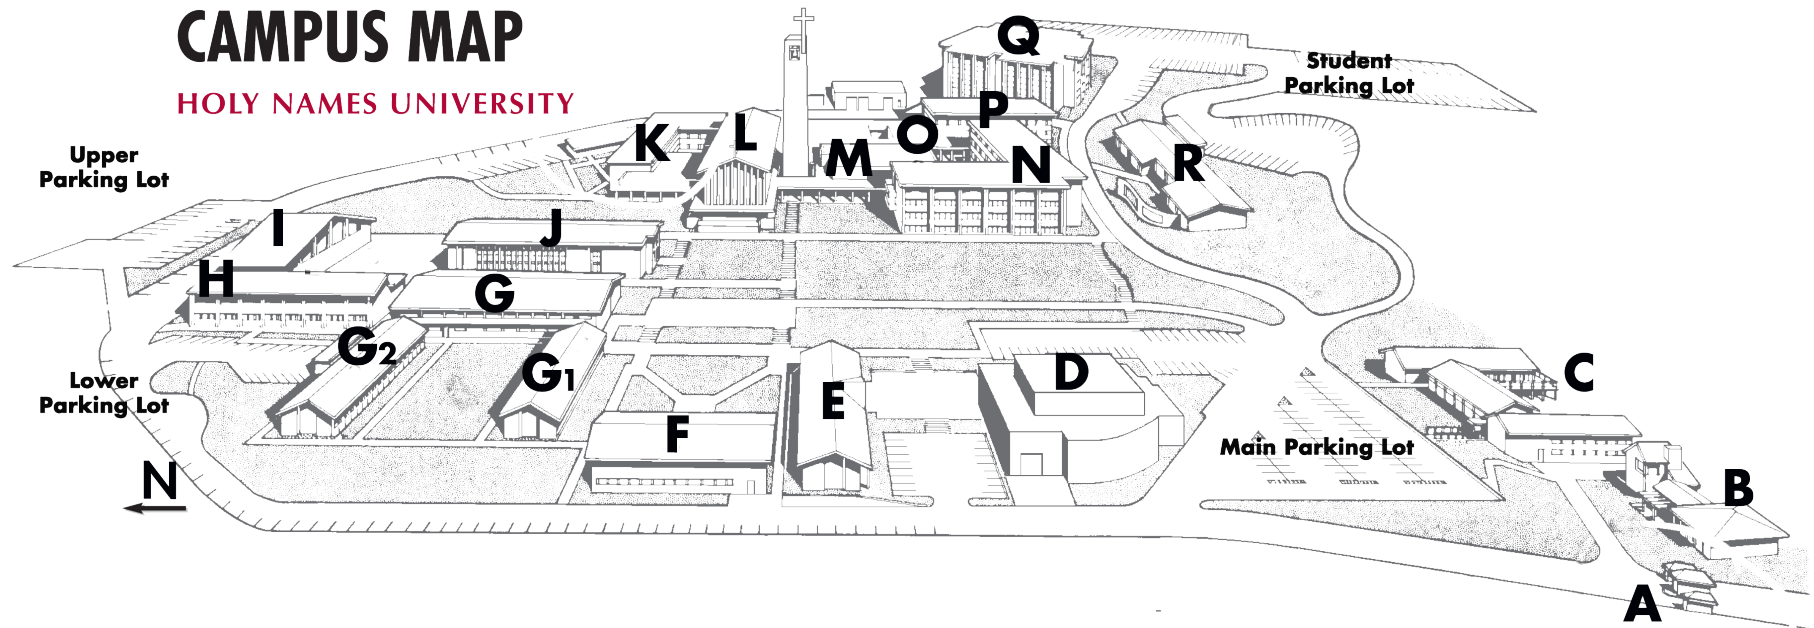 CAMPUS MAP
HOLY NAMES UNIVERSITY
Q
Student
Parking Lot
P
O
L
K
M
N
R
Upper
Parking Lot
I
J
H
G
G2
G1
D
C
Lower
Parking Lot
E
F
Main Parking Lot
N
B
A